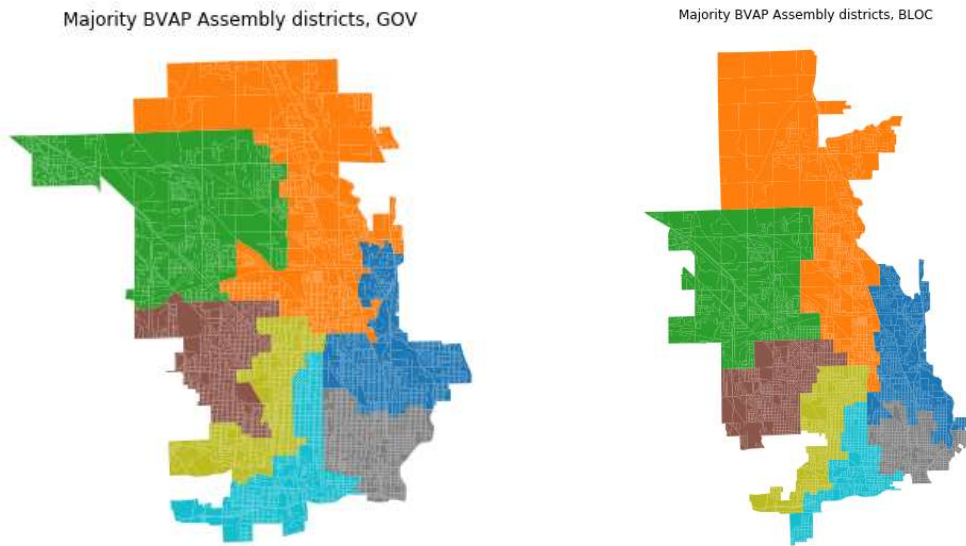 Majority BVAP Assembly districts, GOV
Majority BVAP Assembly districts, BLOC